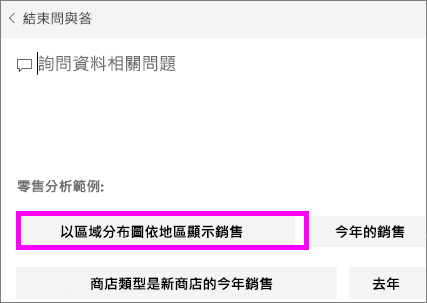 結束問與答
詢問資料相關問題
零售分析範例:
以區域分布圖依地區顯示銷售
今年的銷售
商店類型是新商店的今年銷售
去年